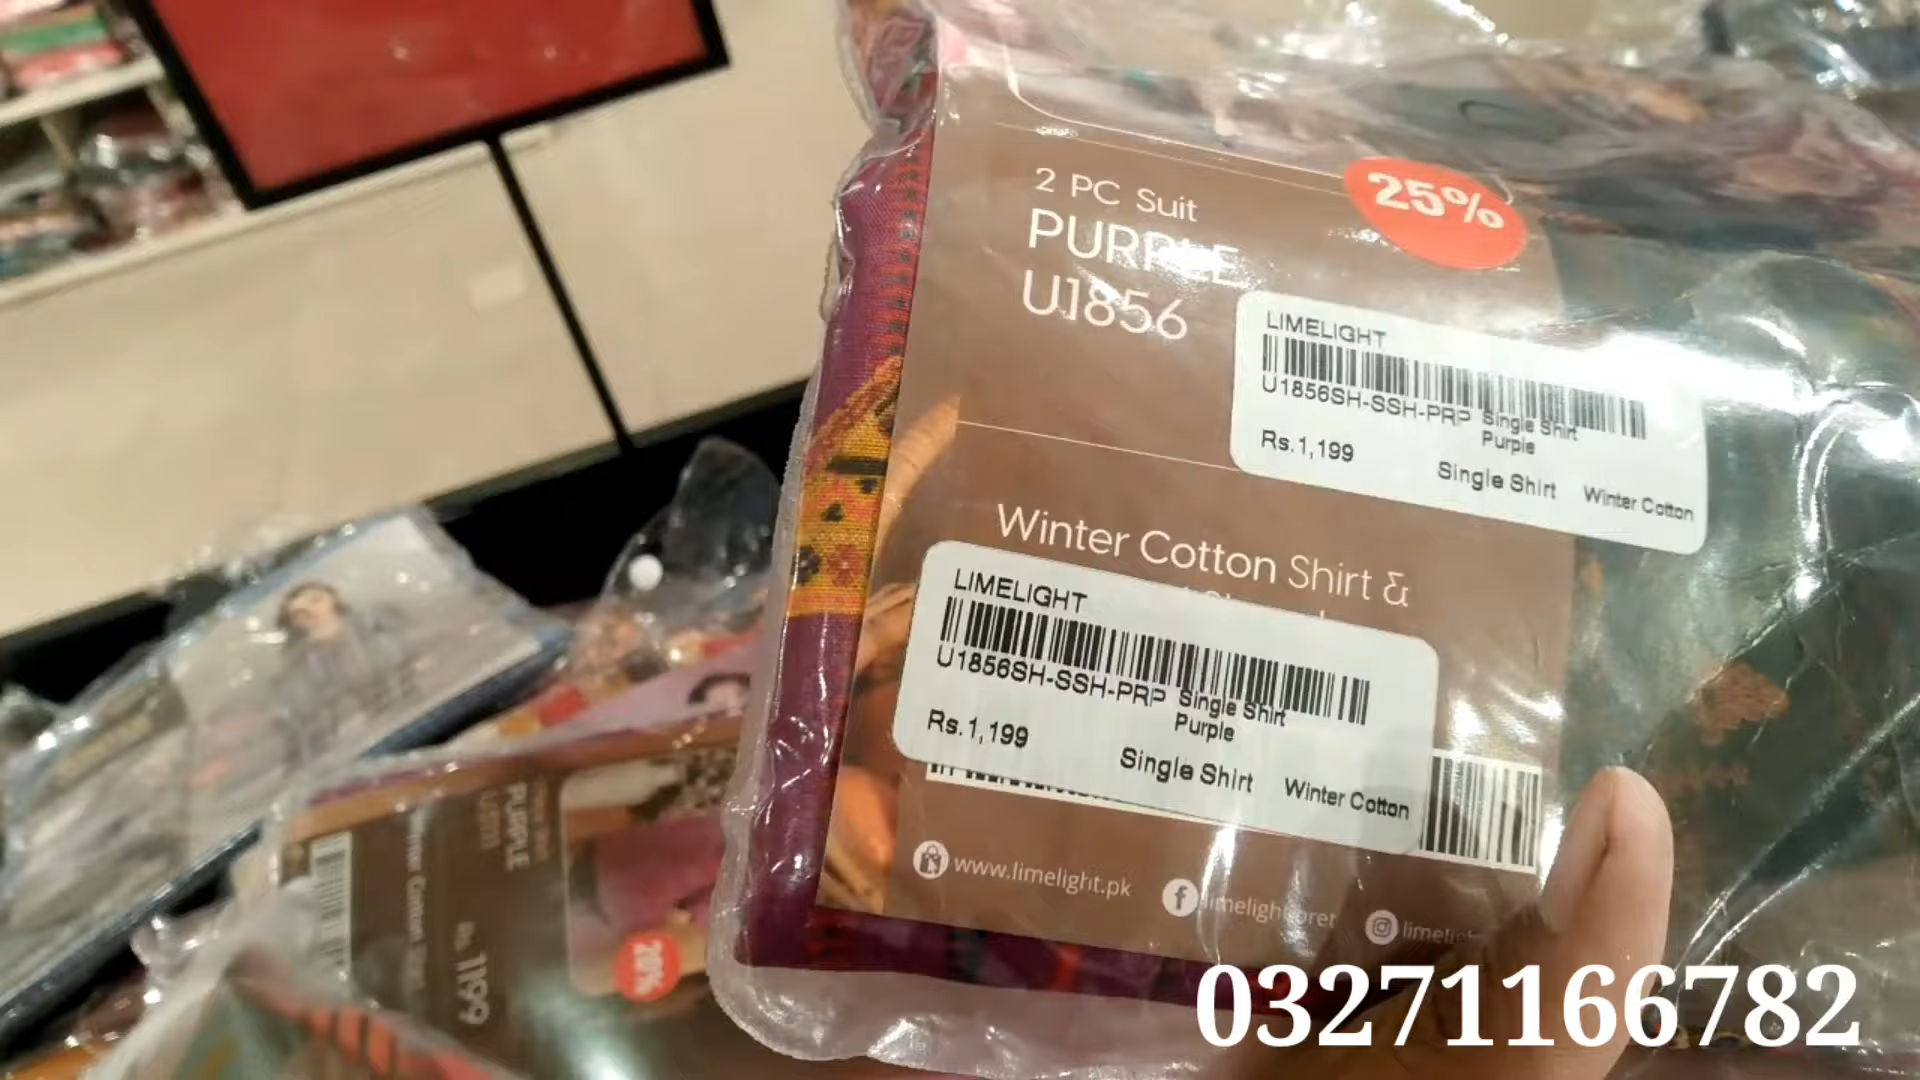 2 PC Suit
PURPLE
U1856
25%
LIMELIGHT
U1856SH-SSH-PRP Single Shirt
Purple
Rs.1,199
Single Shirt Winter Cotton
Winter Cotton Shirt &
LIMELIGHT
U1856SH-SSH-PRP Single Shirt
Purple
Rs.1,199
Single Shirt Winter Cotton
www.limelight.pk
PURPLE
Winter Cotton
Rs. 1199
20%
03271166782